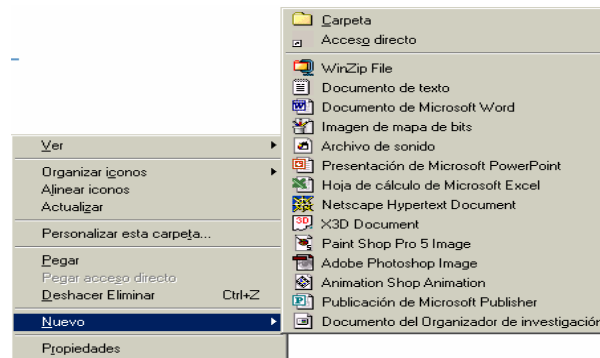 Carpeta
Acceso directo
WinZip File
Documento de texto
Documento de Microsoft Word
Imagen de mapa de bits
Archivo de sonido
Presentación de Microsoft PowerPoint
Hoja de cálculo de Microsoft Excel
Netscape Hypertext Document
X3D Document
Paint Shop Pro 5 Image
Adobe Photoshop Image
Animation Shop Animation
Publicación de Microsoft Publisher
Documento del Organizador de investigación
Ver
Organizar iconos
Alinear iconos
Actualizar
Personalizar esta carpeta...
Pegar
Pegar acceso directo
Deshacer Eliminar Ctrl+Z
Nuevo
Propiedades